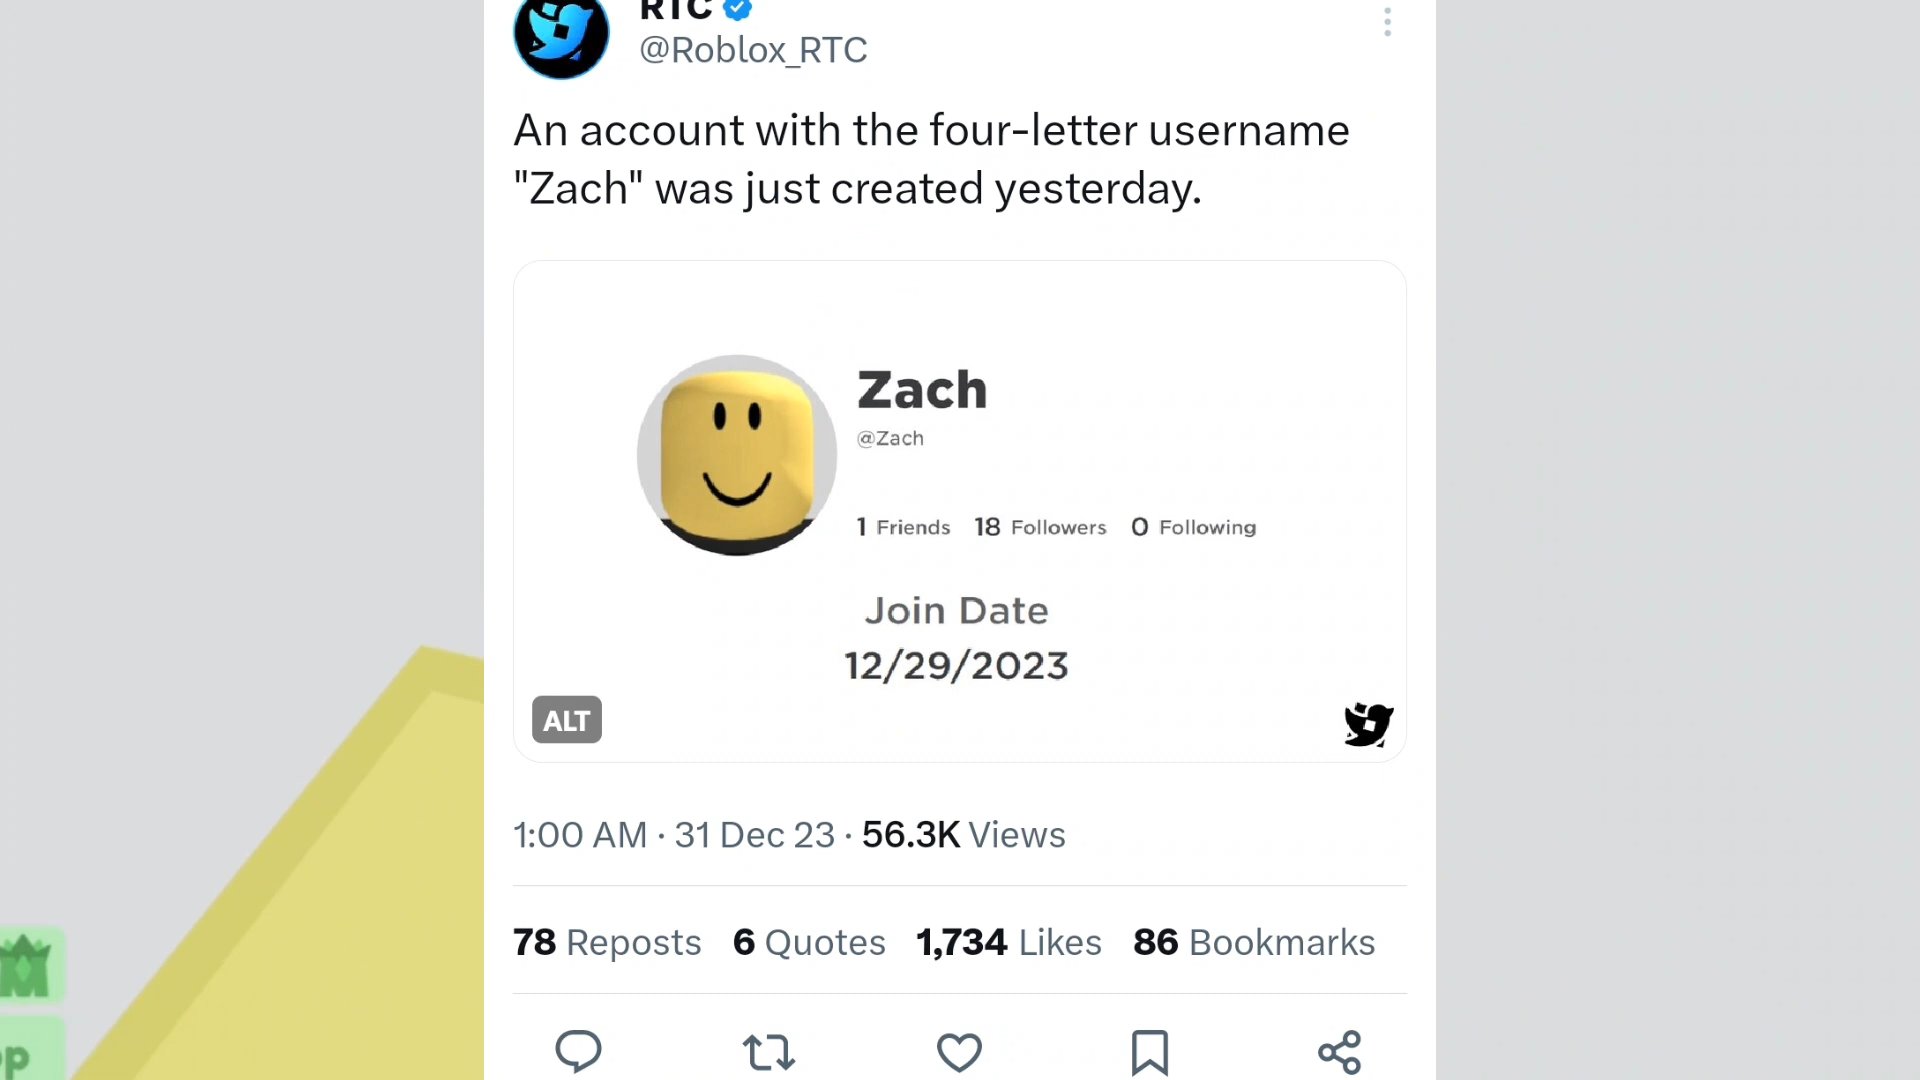 RTC
@Roblox_RTC
An account with the four-letter username
"Zach" was just created yesterday.
Zach
@Zach
1 Friends 18 Followers 0 Following
Join Date
12/29/2023
ALT
1:00 AM · 31 Dec 23 · 56.3K Views
78 Reposts 6 Quotes 1,734 Likes 86 Bookmarks